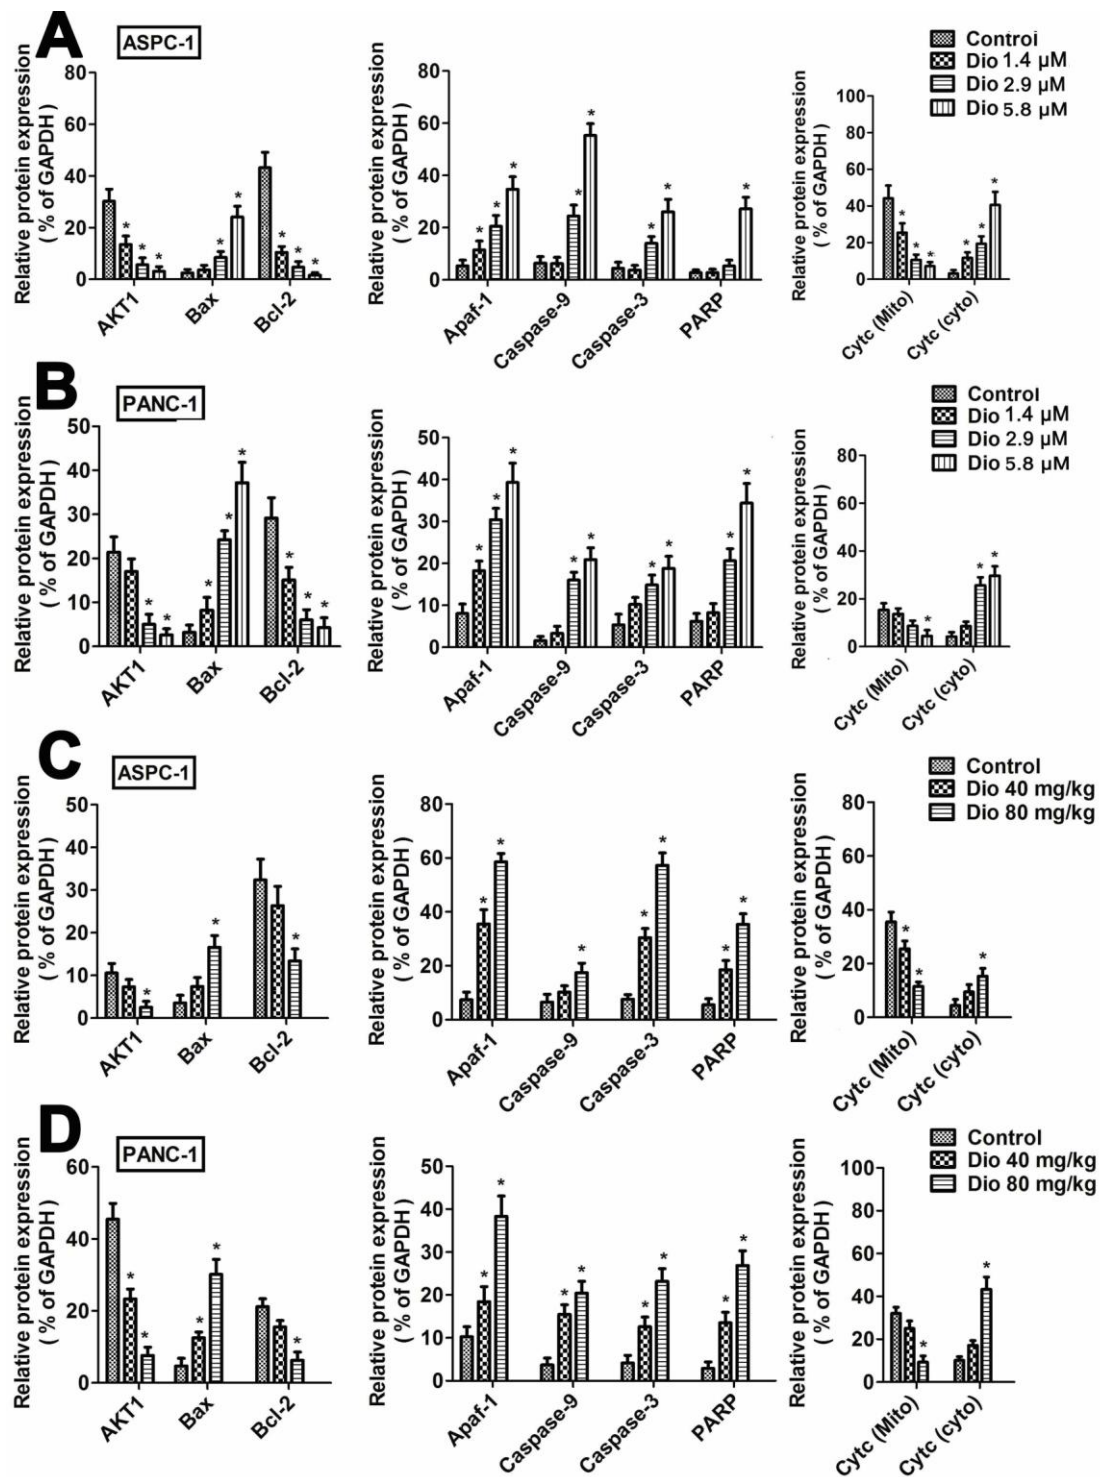 A
ASPC-1
Relative protein expression
( % of GAPDH )
80
60
40
20
0
AKT1
Bax
Bcl-2
* * * * * * * *
Relative protein expression
( % of GAPDH )
80
60
40
20
0
Apaf-1
Caspase-9
Caspase-3
PARP
* * * * * * * *
Control
Dio 1.4 µM
Dio 2.9 µM
Dio 5.8 µM
Relative protein expression
( % of GAPDH )
100
80
60
40
20
0
Cytc (Mito)
Cytc (cyto)
* * * * * *
B
PANC-1
Relative protein expression
( % of GAPDH )
50
40
30
20
10
0
AKT1
Bax
Bcl-2
* * * * * * * *
Relative protein expression
( % of GAPDH )
50
40
30
20
10
0
Apaf-1
Caspase-9
Caspase-3
PARP
* * * * * * * * *
Control
Dio 1.4 µM
Dio 2.9 µM
Dio 5.8 µM
Relative protein expression
( % of GAPDH )
80
60
40
20
0
Cytc (Mito)
Cytc (cyto)
* * *
C
ASPC-1
Relative protein expression
( % of GAPDH )
50
40
30
20
10
0
AKT1
Bax
Bcl-2
* * *
Relative protein expression
( % of GAPDH )
80
60
40
20
0
Apaf-1
Caspase-9
Caspase-3
PARP
* * * * * * *
Control
Dio 40 mg/kg
Dio 80 mg/kg
Relative protein expression
( % of GAPDH )
80
60
40
20
0
Cytc (Mito)
Cytc (cyto)
* * *
D
PANC-1
Relative protein expression
( % of GAPDH )
60
40
20
0
AKT1
Bax
Bcl-2
* * * * *
Relative protein expression
( % of GAPDH )
50
40
30
20
10
0
Apaf-1
Caspase-9
Caspase-3
PARP
* * * * * * * *
Control
Dio 40 mg/kg
Dio 80 mg/kg
Relative protein expression
( % of GAPDH )
100
80
60
40
20
0
Cytc (Mito)
Cytc (cyto)
* *